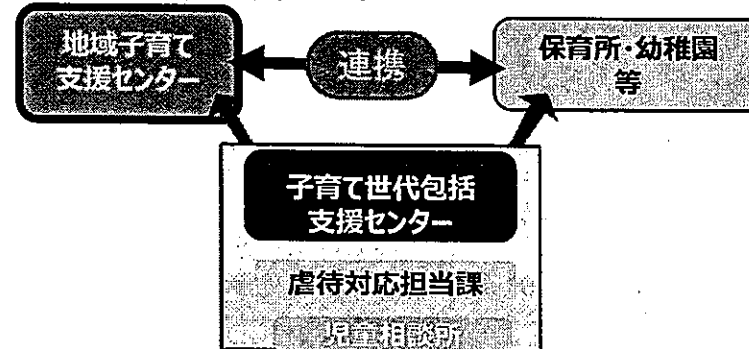 地域子育て
支援センター
連携
保育所・幼稚園
等
子育て世代包括
支援センター
虐待対応担当課
児童相談所